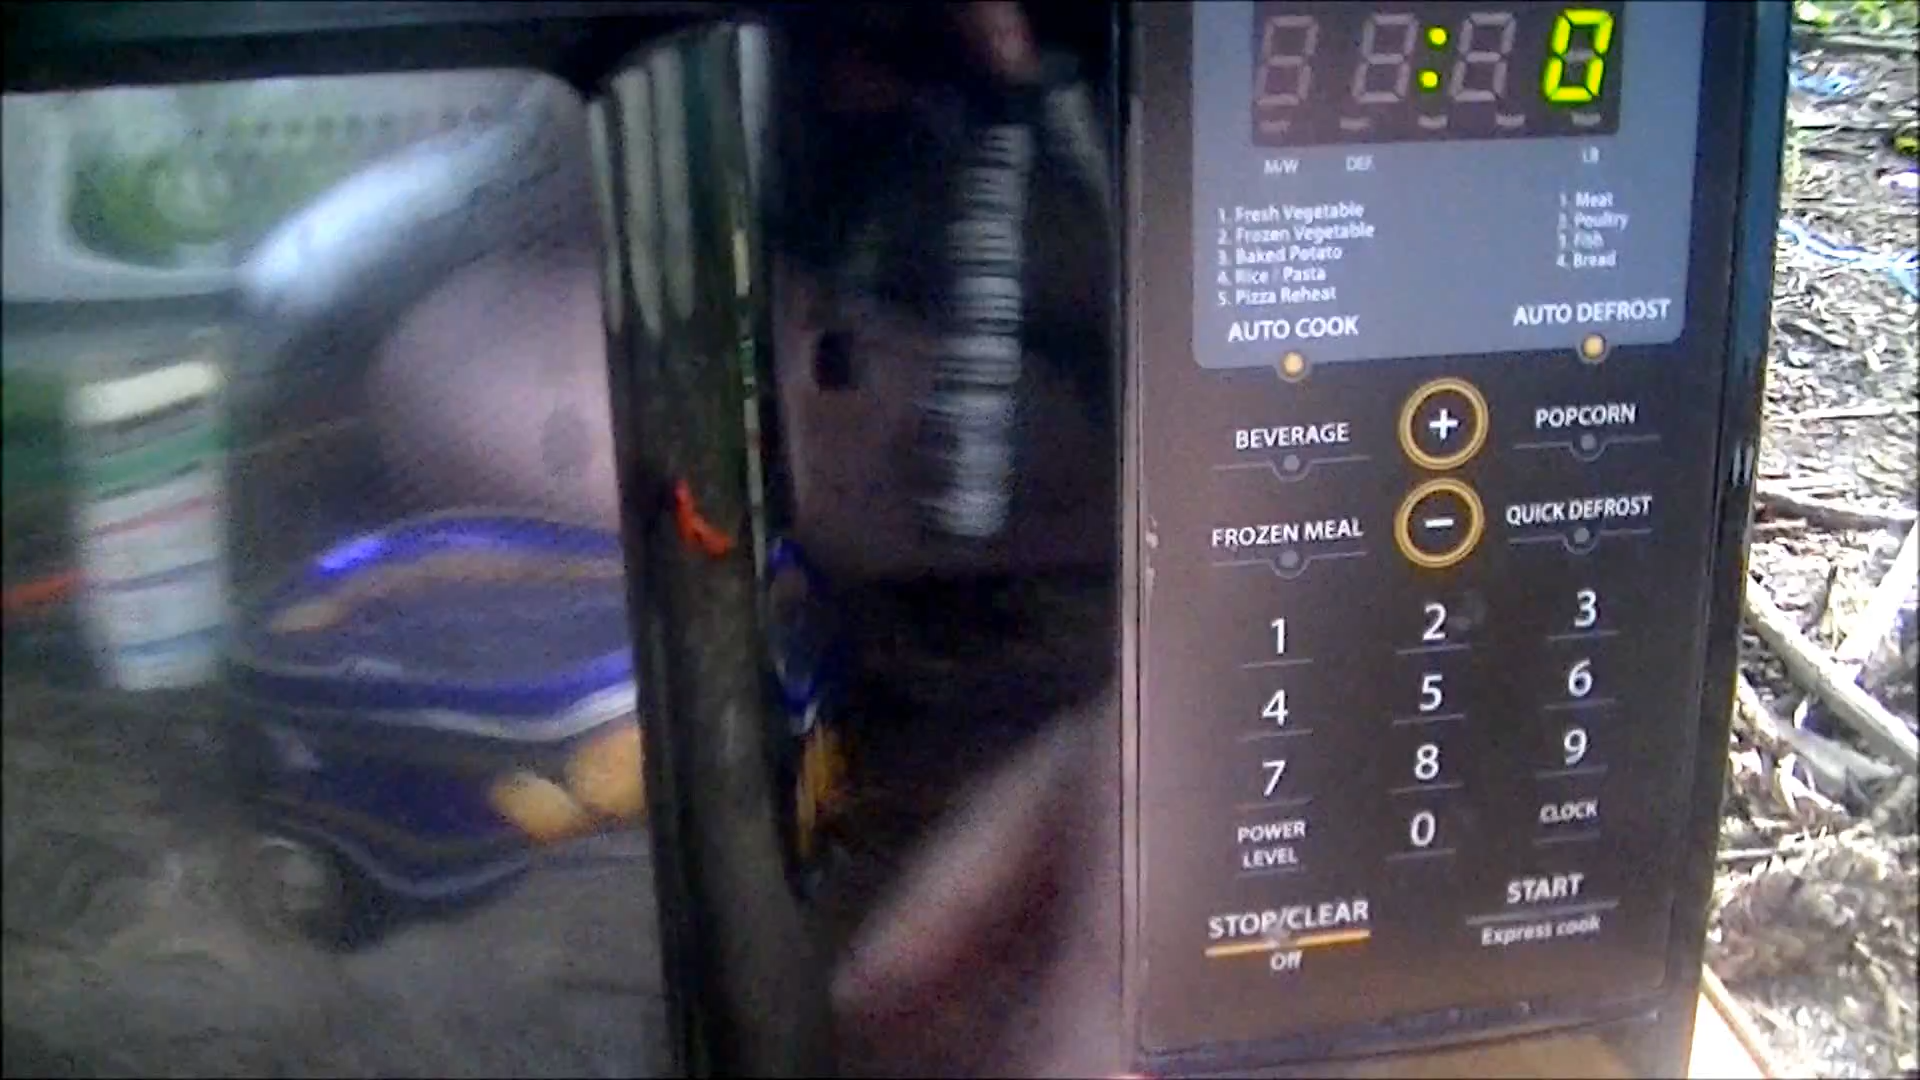 : 0
M/W DEF. LB
1. Fresh Vegetable
2. Frozen Vegetable
3. Baked Potato
4. Rice / Pasta
5. Pizza Reheat
AUTO COOK
1. Meat
2. Poultry
3. Fish
4. Bread
AUTO DEFROST
BEVERAGE
+
POPCORN
FROZEN MEAL
−
QUICK DEFROST
1 2 3
4 5 6
7 8 9
POWER LEVEL
0
CLOCK
STOP/CLEAR
Off
START
Express cook